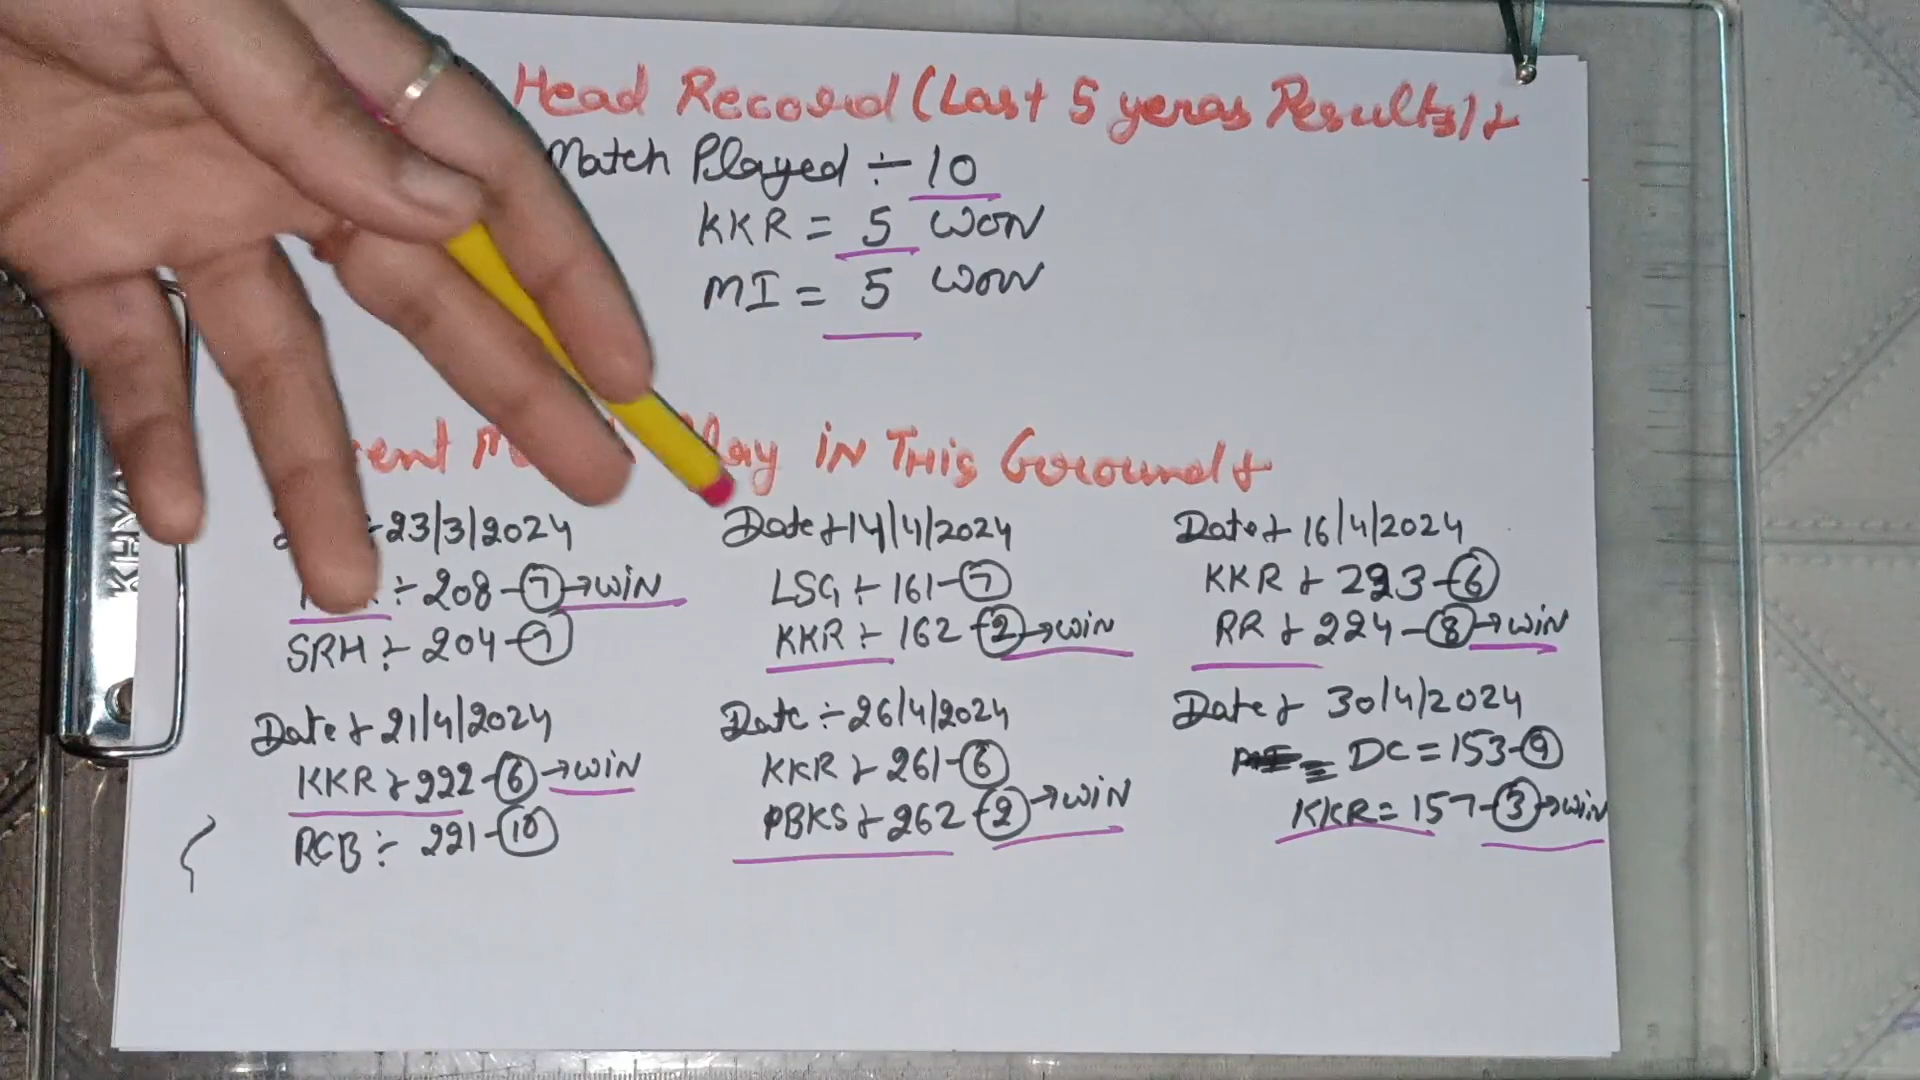 Head Record (Last 5 yeras Results) ÷
Match Played ÷ 10
KKR = 5 WON
MI = 5 WON
Play iN THis Ground ÷
÷ 23/3/2024
÷ 208-7 → WiN
SRH ÷ 204-7
Date ÷ 14/4/2024
LSG ÷ 161-7
KKR ÷ 162-2 → WiN
Date ÷ 16/4/2024
KKR ÷ 223-6
RR ÷ 224-8 → WiN
Date ÷ 21/4/2024
KKR ÷ 222-6 → WiN
RCB ÷ 221-10
Date ÷ 26/4/2024
KKR ÷ 261-6
PBKS ÷ 262-2 → WiN
Date ÷ 30/4/2024
DC = 153-9
KKR = 157-3 → WiN